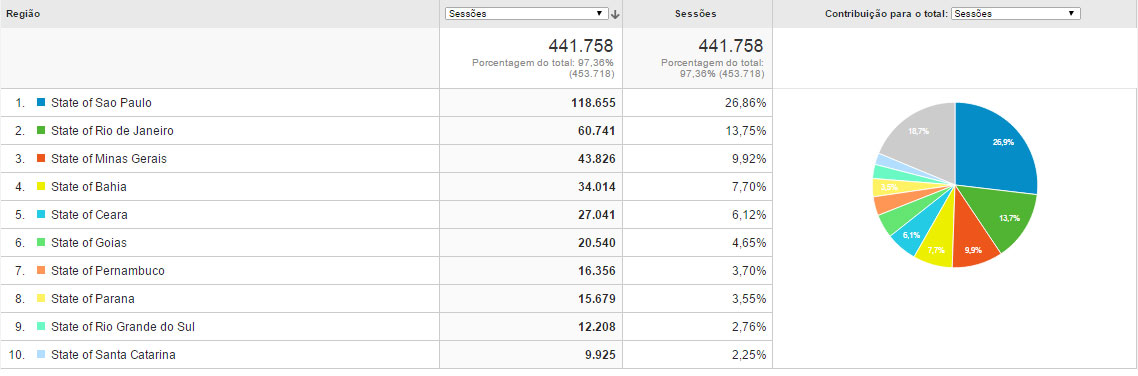 Região Sessões Sessões Contribuição para o total: Sessões
441.758 441.758
Porcentagem do total: 97,36% Porcentagem do total:
(453.718) 97,36% (453.718)
1. State of Sao Paulo 118.655 26,86%
2. State of Rio de Janeiro 60.741 13,75%
3. State of Minas Gerais 43.826 9,92%
4. State of Bahia 34.014 7,70%
5. State of Ceara 27.041 6,12%
6. State of Goias 20.540 4,65%
7. State of Pernambuco 16.356 3,70%
8. State of Parana 15.679 3,55%
9. State of Rio Grande do Sul 12.208 2,76%
10. State of Santa Catarina 9.925 2,25%
18,7%
26,9%
13,7%
9,9%
7,7%
6,1%